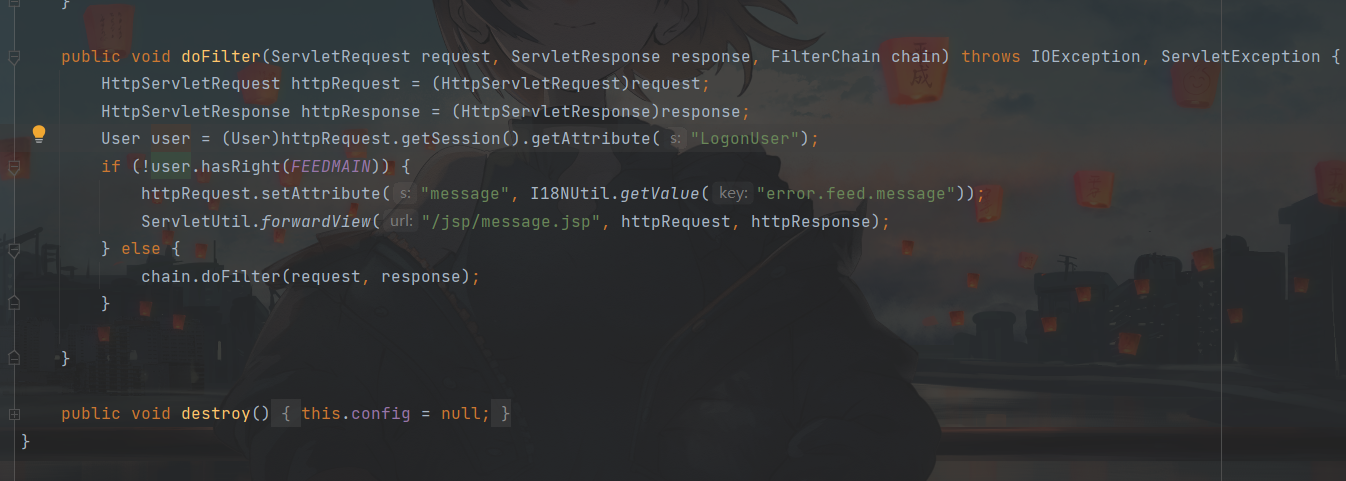 }
public void doFilter(ServletRequest request, ServletResponse response, FilterChain chain) throws IOException, ServletException {
HttpServletRequest httpRequest = (HttpServletRequest)request;
HttpServletResponse httpResponse = (HttpServletResponse)response;
User user = (User)httpRequest.getSession().getAttribute( s: "LogonUser");
if (!user.hasRight(FEEDMAIN)) {
httpRequest.setAttribute( s: "message", I18NUtil.getValue( key: "error.feed.message"));
ServletUtil.forwardView( url: "/jsp/message.jsp", httpRequest, httpResponse);
} else {
chain.doFilter(request, response);
}
}
public void destroy() { this.config = null; }
}